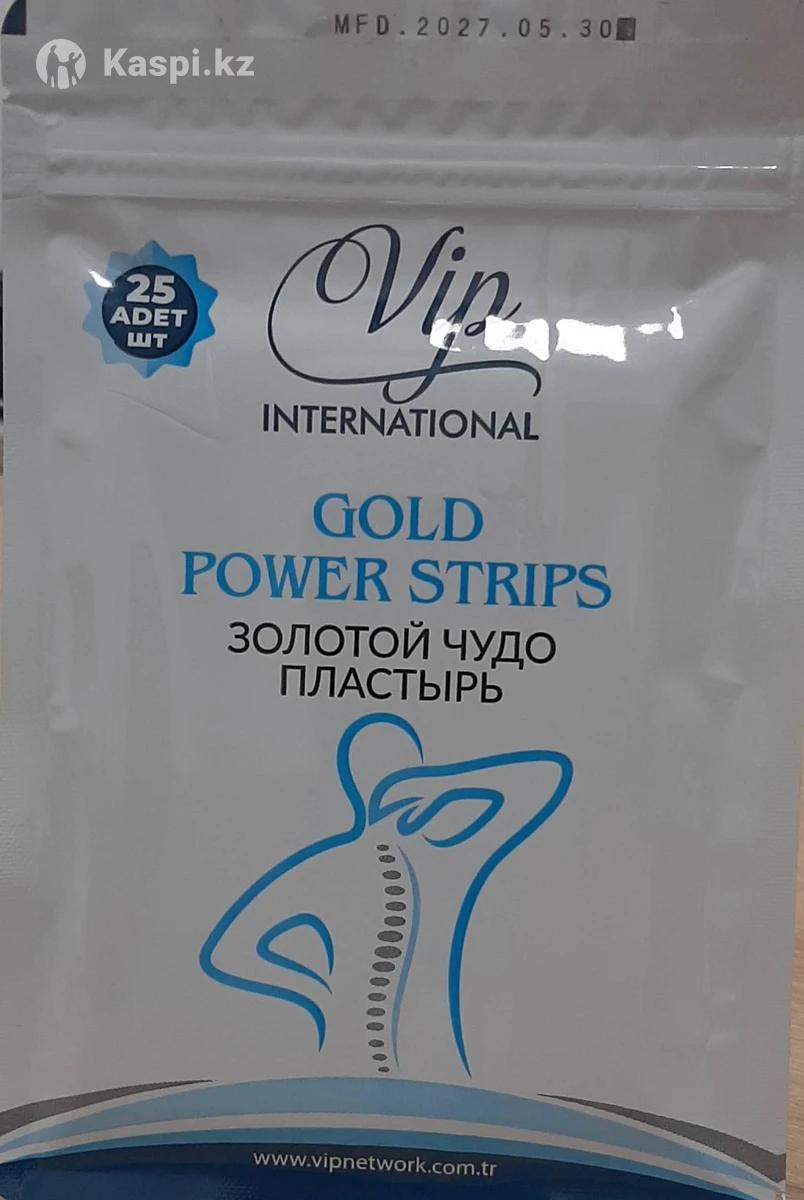 MFD.2027.05.30
Kaspi.kz
25
ADET
ШТ
Vip
INTERNATIONAL
GOLD
POWER STRIPS
ЗОЛОТОЙ ЧУДО
ПЛАСТЫРЬ
www.vipnetwork.com.tr